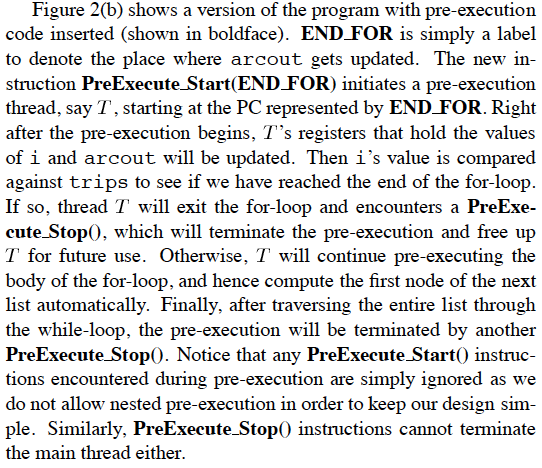 Figure 2(b) shows a version of the program with pre-execution
code inserted (shown in boldface). END_FOR is simply a label
to denote the place where arcout gets updated. The new in-
struction PreExecute_Start(END_FOR) initiates a pre-execution
thread, say T, starting at the PC represented by END_FOR. Right
after the pre-execution begins, T's registers that hold the values
of i and arcout will be updated. Then i's value is compared
against trips to see if we have reached the end of the for-loop.
If so, thread T will exit the for-loop and encounters a PreExe-
cute_Stop(), which will terminate the pre-execution and free up
T for future use. Otherwise, T will continue pre-executing the
body of the for-loop, and hence compute the first node of the next
list automatically. Finally, after traversing the entire list through
the while-loop, the pre-execution will be terminated by another
PreExecute_Stop(). Notice that any PreExecute_Start() instruc-
tions encountered during pre-execution are simply ignored as we
do not allow nested pre-execution in order to keep our design sim-
ple. Similarly, PreExecute_Stop() instructions cannot terminate
the main thread either.